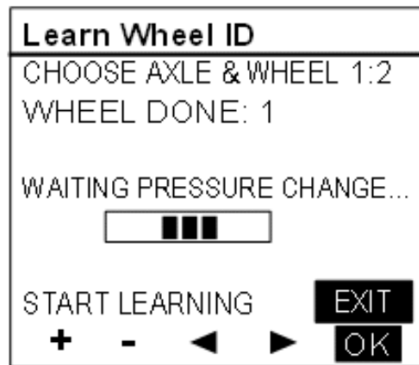 Learn Wheel ID
CHOOSE AXLE & WHEEL 1:2
WHEEL DONE: 1
WAITING PRESSURE CHANGE...
START LEARNING EXIT
+ - ◀ ▶ OK